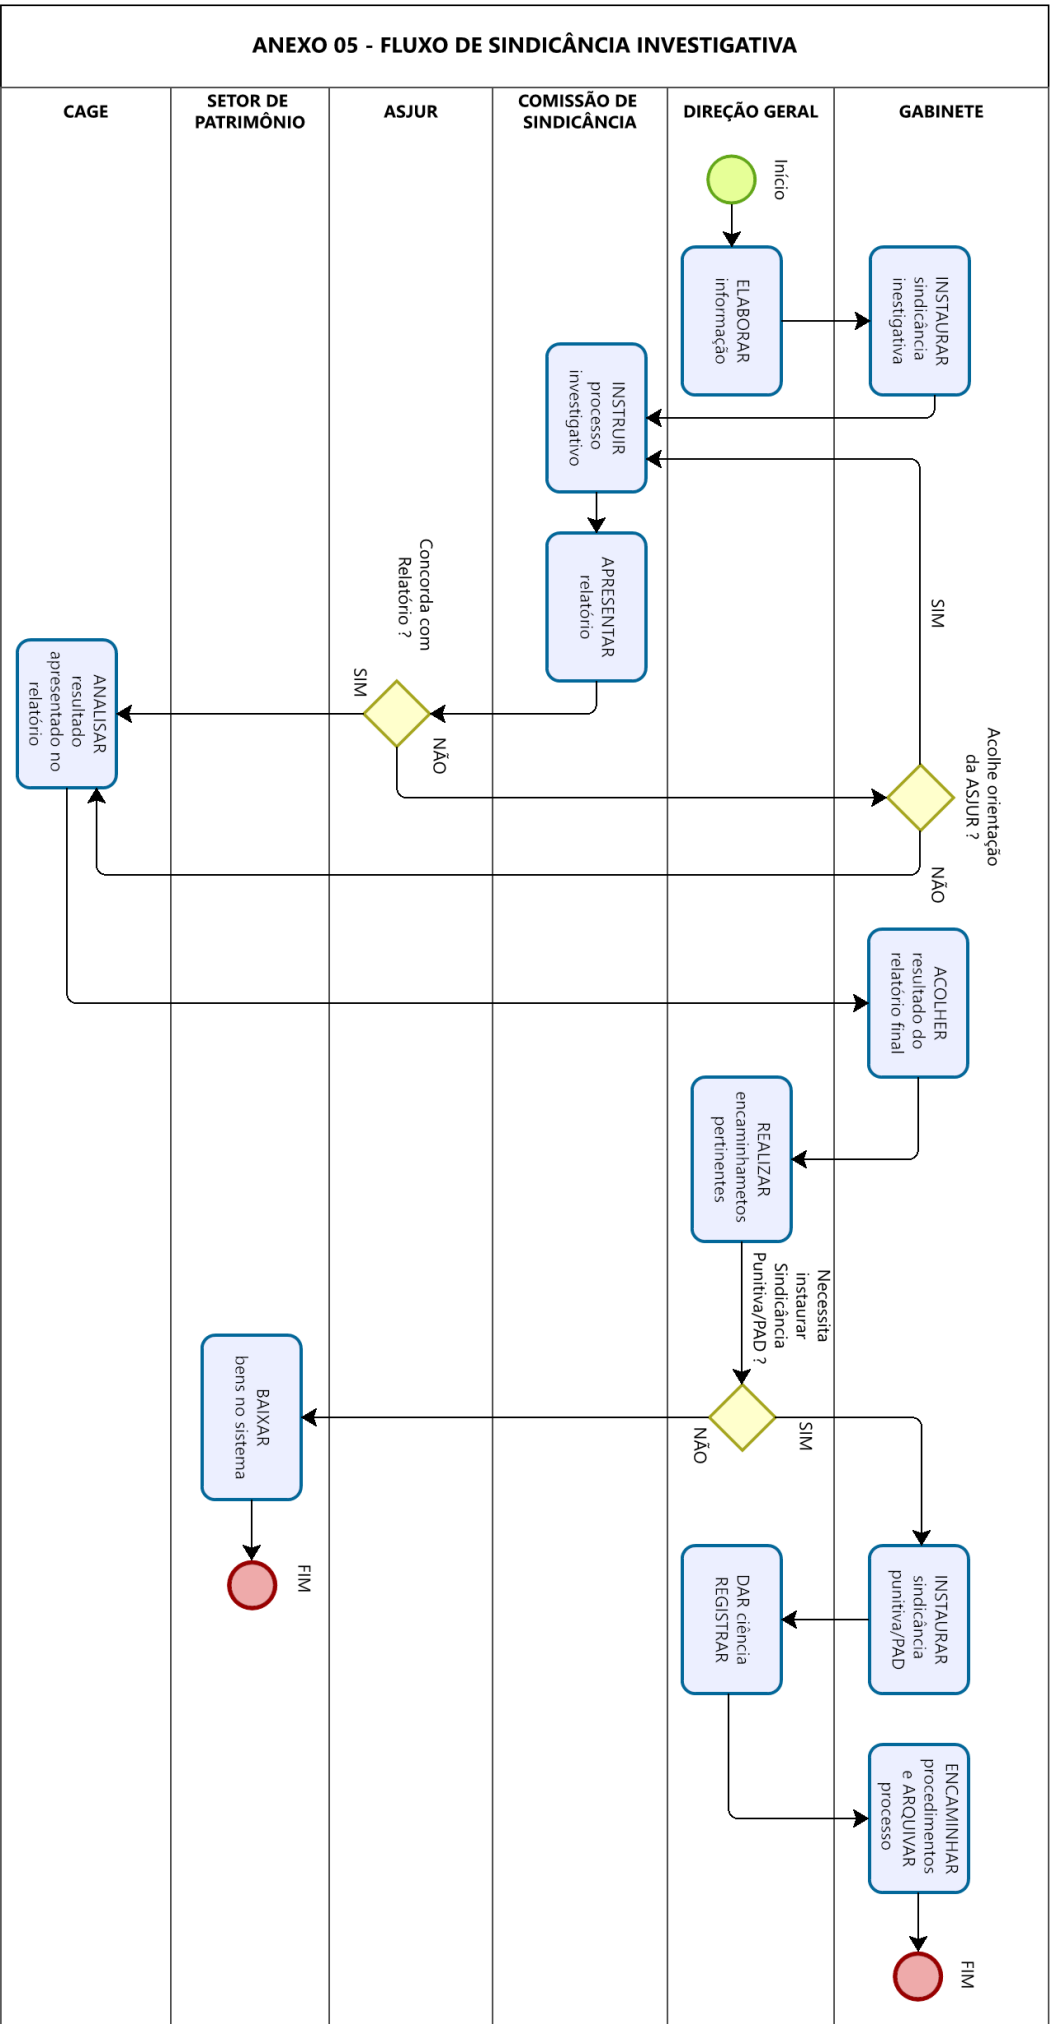 ANEXO 05 - FLUXO DE SINDICÂNCIA INVESTIGATIVA
CAGE
SETOR DE
PATRIMÔNIO
ASJUR
COMISSÃO DE
SINDICÂNCIA
DIREÇÃO GERAL
GABINETE
Início
ELABORAR
informação
INSTAURAR
sindicância
inestigativa
INSTRUIR
processo
investigativo
APRESENTAR
relatório
Concorda com
Relatório ?
SIM
NÃO
SIM
Acolhe orientação
da ASJUR ?
NÃO
ANALISAR
resultado
apresentado no
relatório
ACOLHER
resultado do
relatório final
REALIZAR
encaminhametos
pertinentes
Necessita
instaurar
Sindicância
Punitiva/PAD ?
SIM
NÃO
BAIXAR
bens no sistema
FIM
INSTAURAR
sindicância
punitiva/PAD
DAR ciência
REGISTRAR
ENCAMINHAR
procedimentos
e ARQUIVAR
processo
FIM